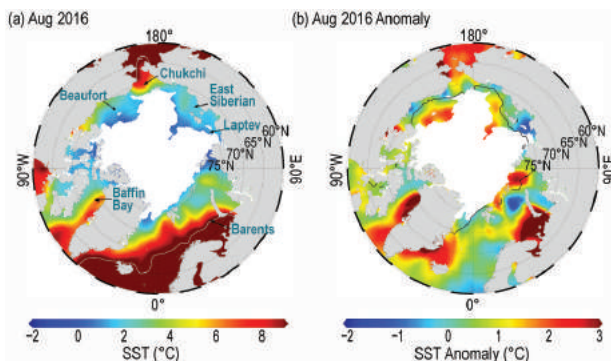 (a) Aug 2016
(b) Aug 2016 Anomaly
180°
180°
Chukchi
Beaufort
East
Siberian
Laptev
60°N
65°N
70°N
75°N
60°N
65°N
70°N
75°N
90°W
90°E
90°W
90°E
Baffin
Bay
Barents
0°
0°
−2 0 2 4 6 8
SST (°C)
−2 −1 0 1 2 3
SST Anomaly (°C)